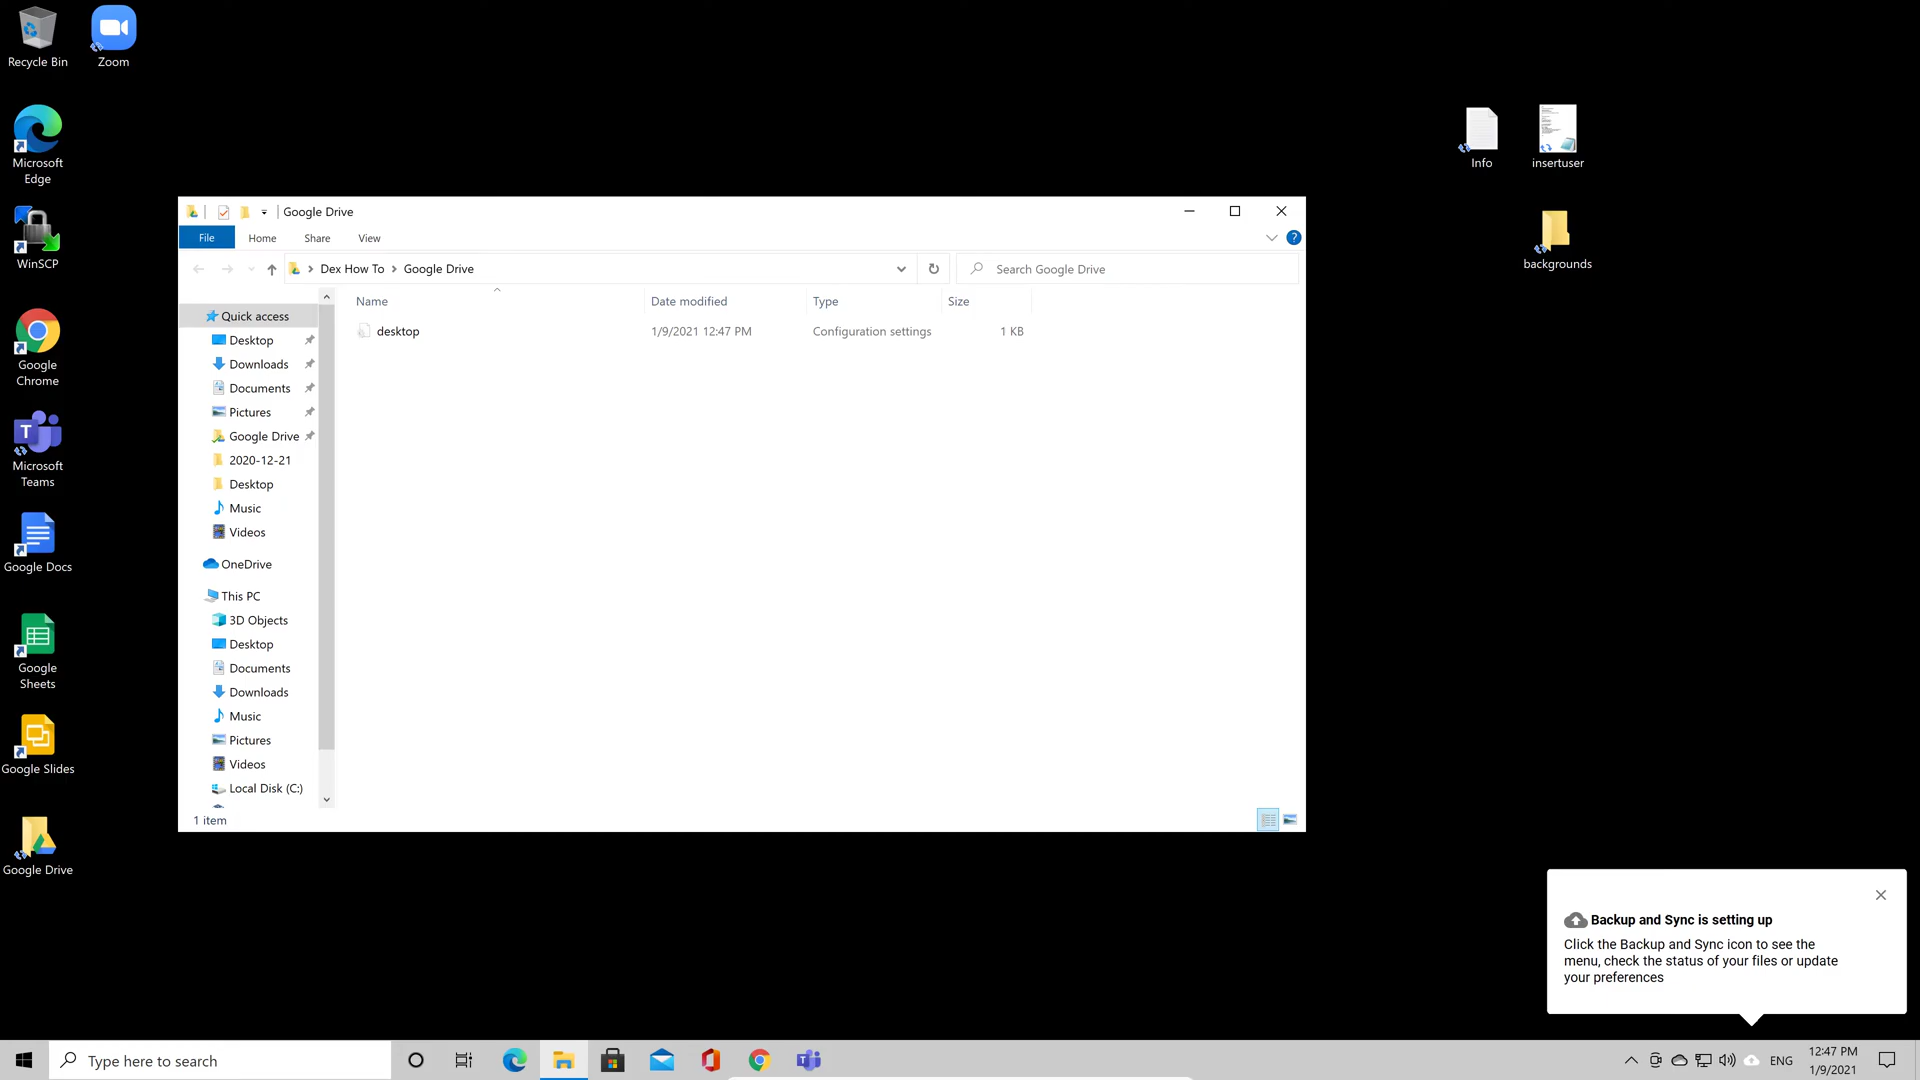 Recycle Bin
Zoom
Microsoft
Edge
WinSCP
Google
Chrome
Microsoft
Teams
Google Docs
Google
Sheets
Google Slides
Google Drive
Info
insertuser
backgrounds
Google Drive
File Home Share View
Dex How To Google Drive
Search Google Drive
Name Date modified Type Size
desktop 1/9/2021 12:47 PM Configuration settings 1 KB
Quick access
Desktop
Downloads
Documents
Pictures
Google Drive
2020-12-21
Desktop
Music
Videos
OneDrive
This PC
3D Objects
Desktop
Documents
Downloads
Music
Pictures
Videos
Local Disk (C:)
1 item
Backup and Sync is setting up
Click the Backup and Sync icon to see the
menu, check the status of your files or update
your preferences
Type here to search
ENG
12:47 PM
1/9/2021